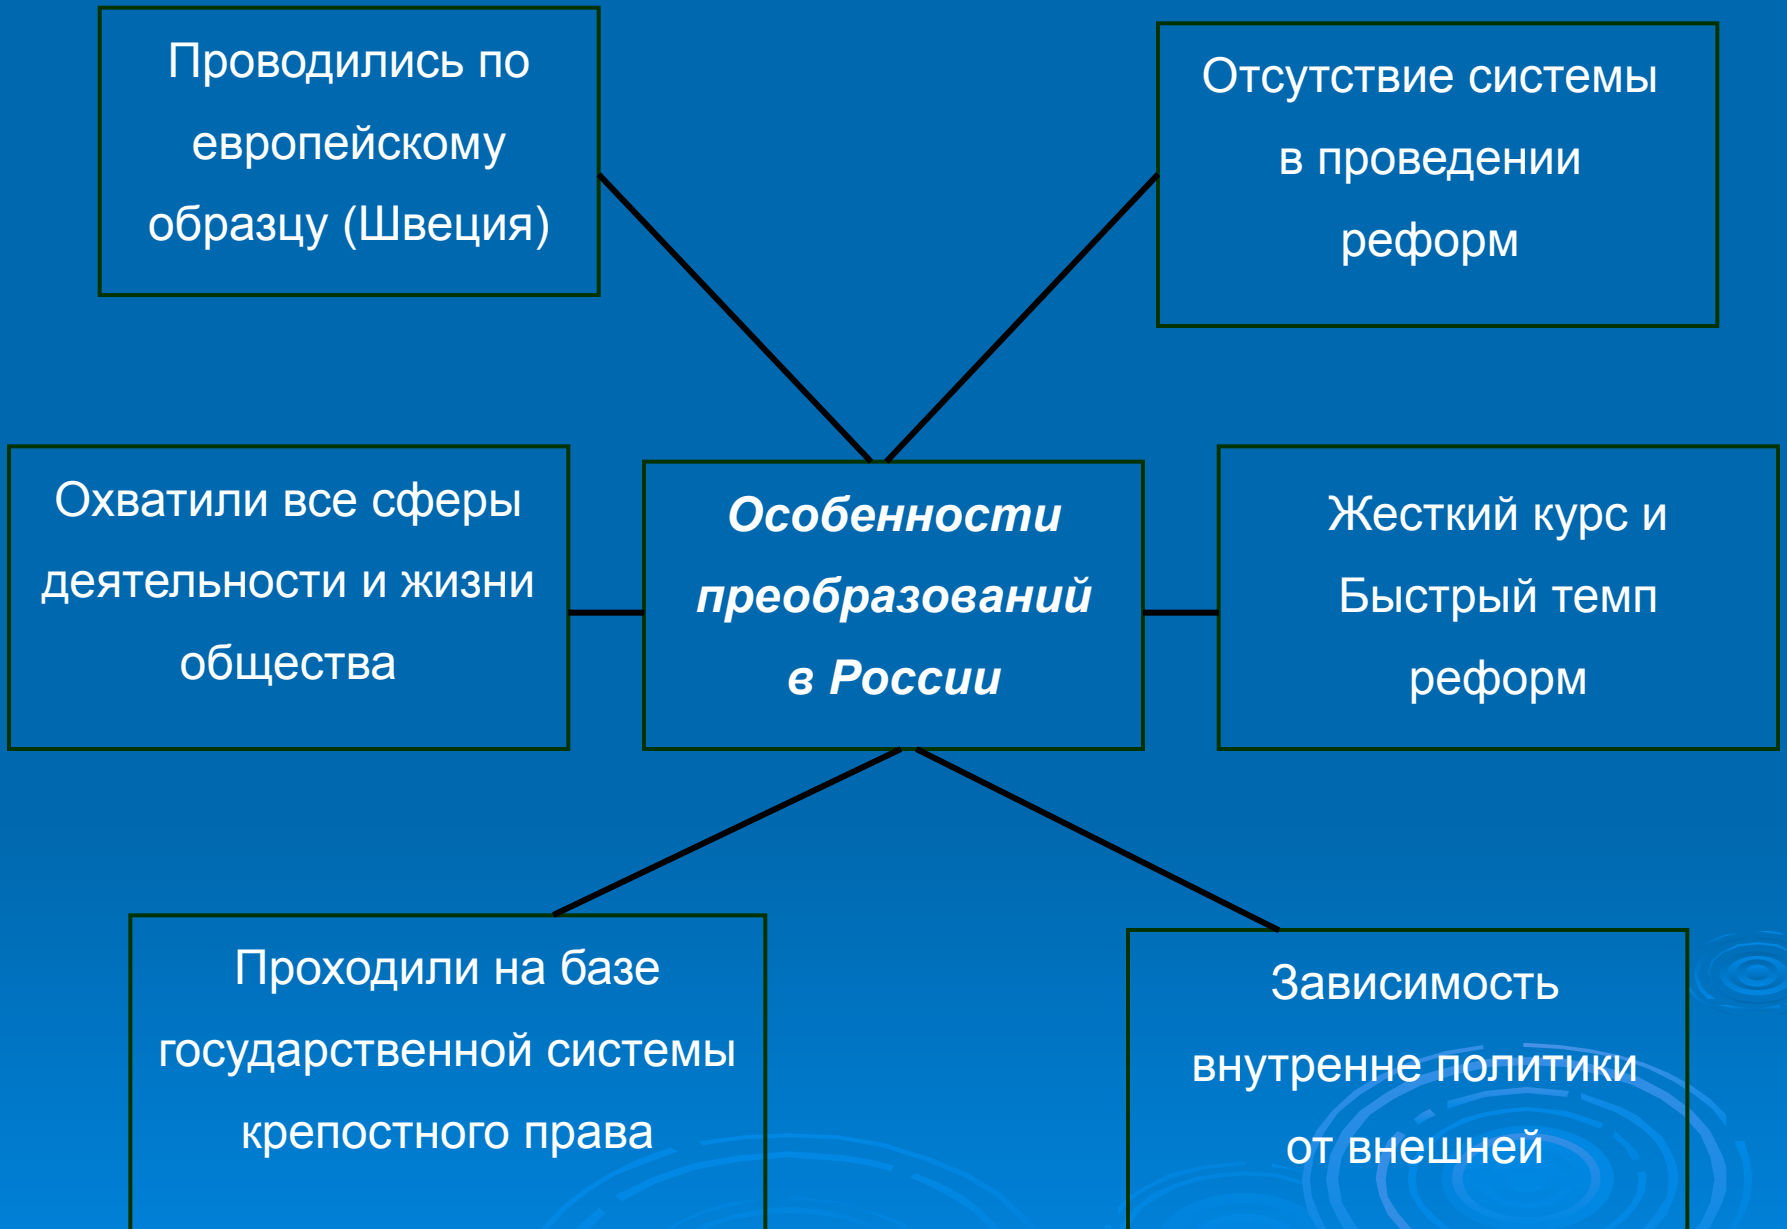 Проводились по
европейскому
образцу (Швеция)
Отсутствие системы
в проведении
реформ
Охватили все сферы
деятельности и жизни
общества
Особенности
преобразований
в России
Жесткий курс и
Быстрый темп
реформ
Проходили на базе
государственной системы
крепостного права
Зависимость
внутренне политики
от внешней